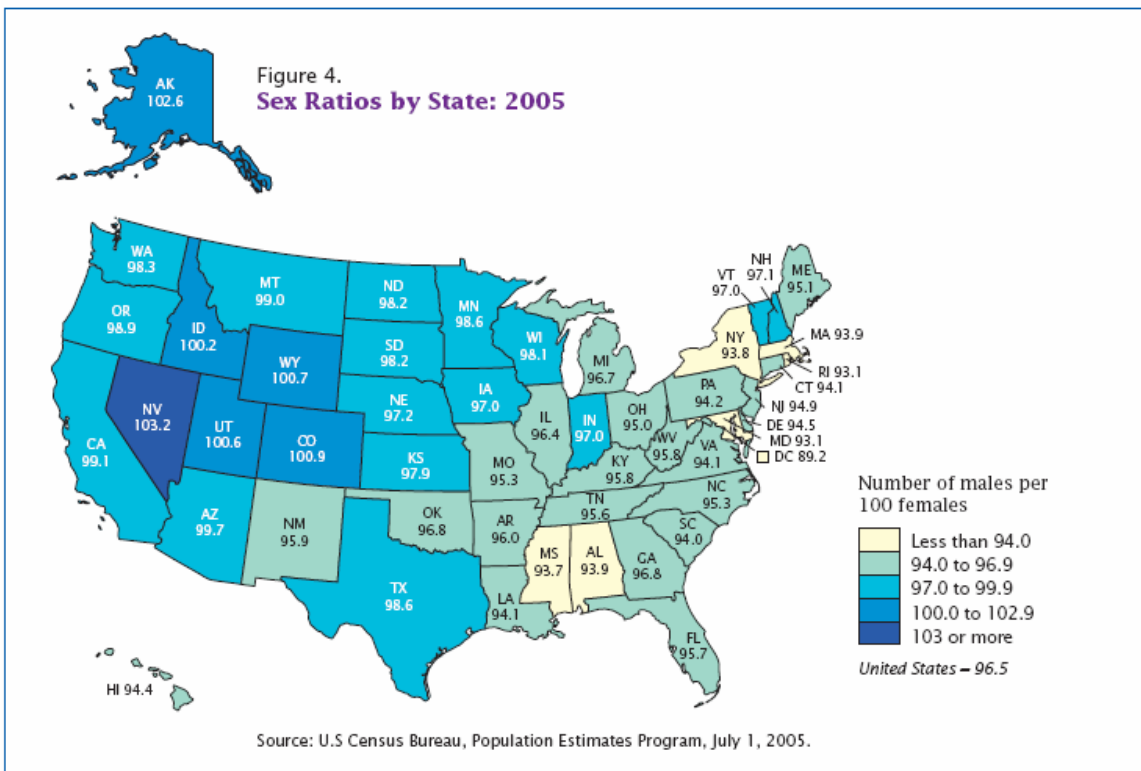 AK
102.6
Figure 4.
Sex Ratios by State: 2005
WA
98.3
OR
98.9
CA
99.1
NV
103.2
ID
100.2
MT
99.0
WY
100.7
UT
100.6
CO
100.9
AZ
99.7
NM
95.9
ND
98.2
SD
98.2
NE
97.2
KS
97.9
OK
96.8
TX
98.6
MN
98.6
IA
97.0
MO
95.3
AR
96.0
LA
94.1
WI
98.1
IL
96.4
MI
96.7
IN
97.0
OH
95.0
KY
95.8
TN
95.6
MS
93.7
AL
93.9
GA
96.8
FL
95.7
SC
94.0
NC
95.3
VA
94.1
WV
95.8
PA
94.2
NY
93.8
VT
97.0
NH
97.1
ME
95.1
MA 93.9
RI 93.1
CT 94.1
NJ 94.9
DE 94.5
MD 93.1
DC 89.2
HI 94.4
Number of males per
100 females
Less than 94.0
94.0 to 96.9
97.0 to 99.9
100.0 to 102.9
103 or more
United States – 96.5
Source: U.S Census Bureau, Population Estimates Program, July 1, 2005.